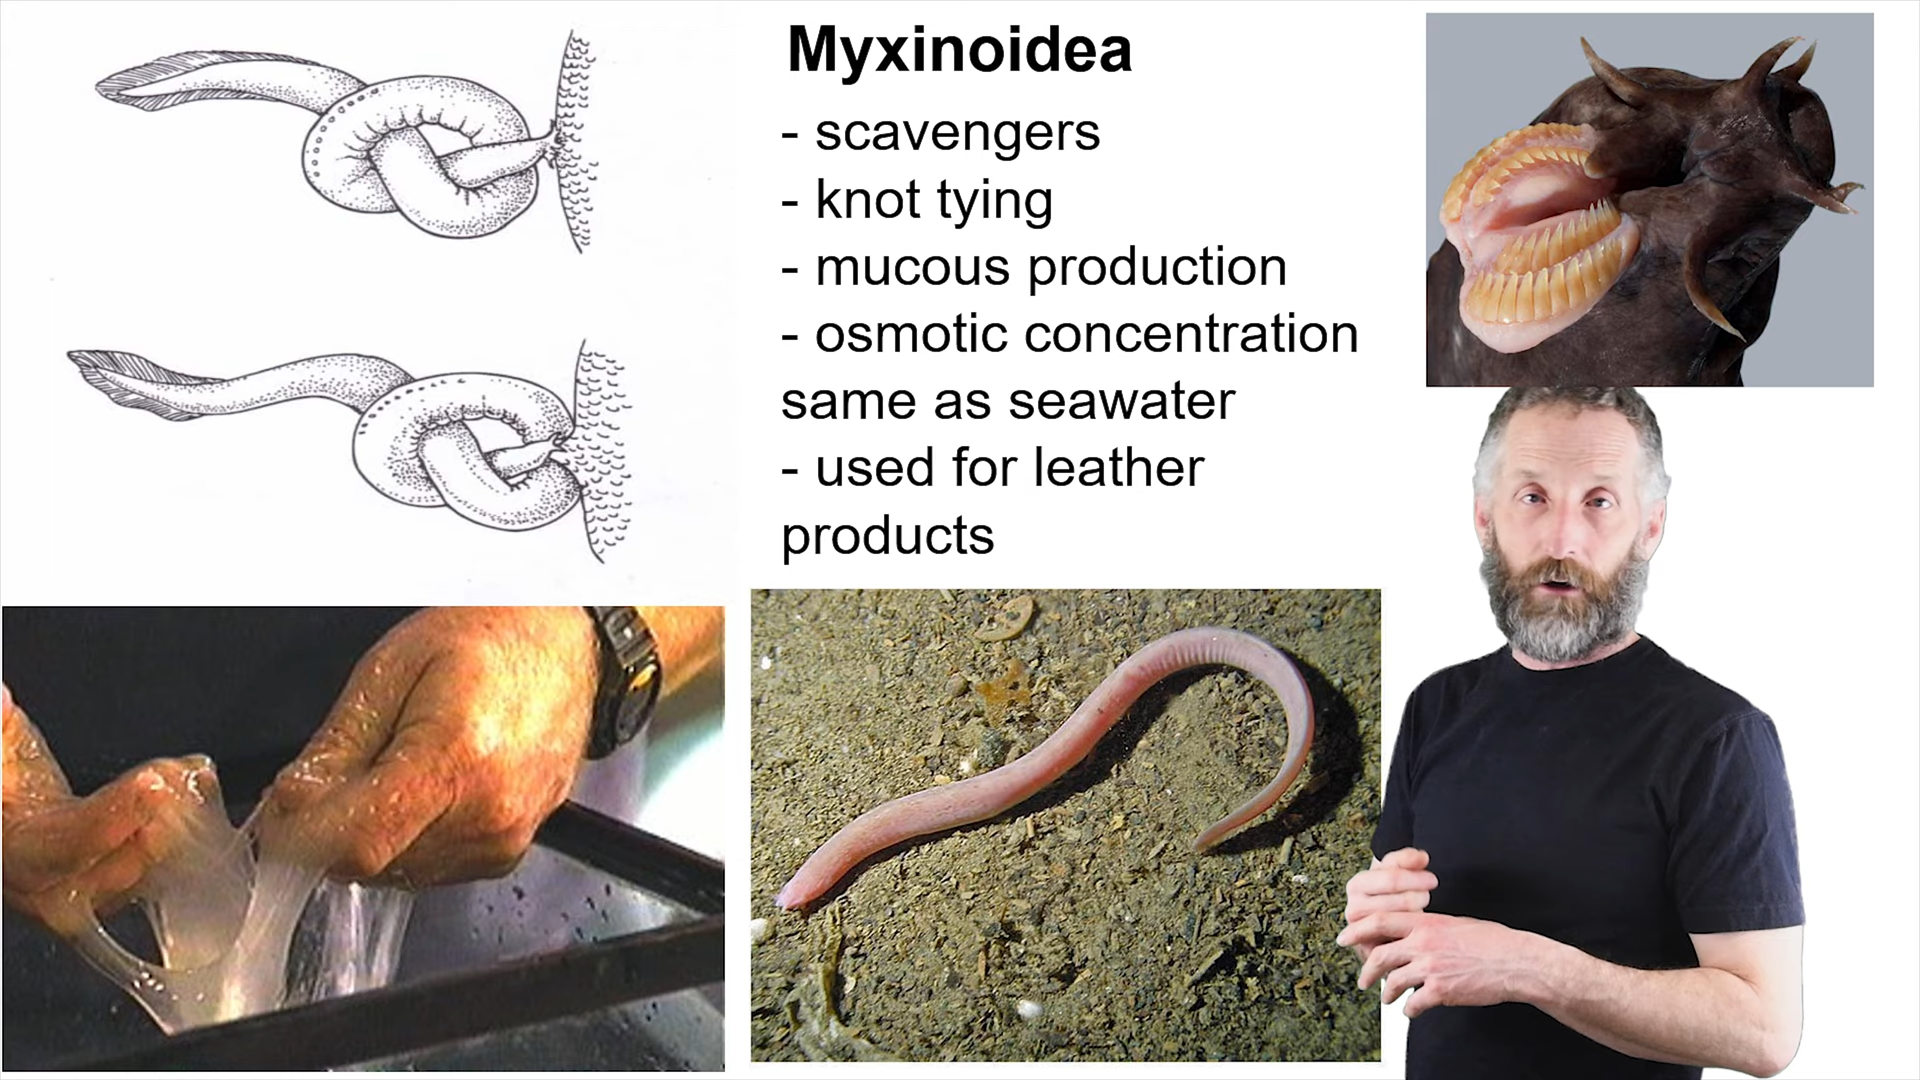 Myxinoidea
- scavengers
- knot tying
- mucous production
- osmotic concentration
same as seawater
- used for leather
products